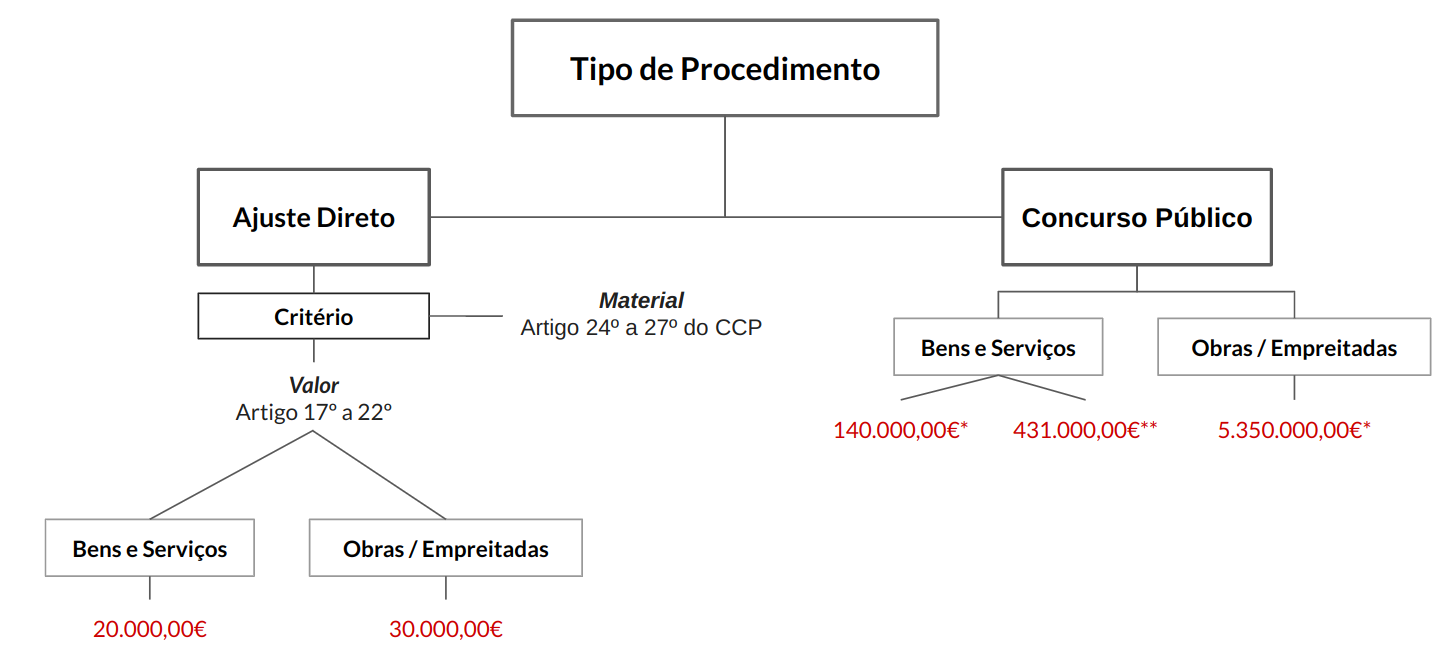 Tipo de Procedimento
Ajuste Direto
Concurso Público
Critério
Material
Artigo 24º a 27º do CCP
Valor
Artigo 17º a 22º
Bens e Serviços
Obras / Empreitadas
140.000,00€*
431.000,00€**
5.350.000,00€*
Bens e Serviços
Obras / Empreitadas
20.000,00€
30.000,00€